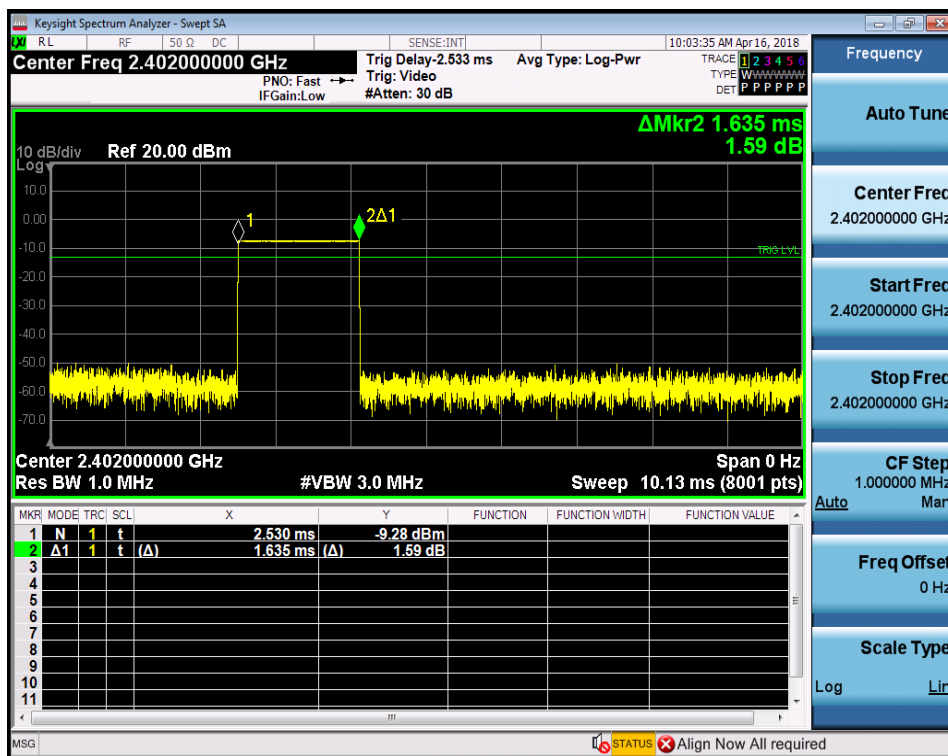 Keysight Spectrum Analyzer - Swept SA
LXI RL RF 50 Ω DC SENSE:INT 10:03:35 AM Apr 16, 2018
Center Freq 2.402000000 GHz
PNO: Fast
IFGain:Low
Trig Delay-2.533 ms
Trig: Video
#Atten: 30 dB
Avg Type: Log-Pwr
TRACE 1 2 3 4 5 6
TYPE WWWWWW
DET P P P P P P
ΔMkr2 1.635 ms
1.59 dB
10 dB/div Ref 20.00 dBm
Log
10.0
0.00
-10.0
-20.0
-30.0
-40.0
-50.0
-60.0
-70.0
1
2Δ1
TRIG LVL
Center 2.402000000 GHz Span 0 Hz
Res BW 1.0 MHz #VBW 3.0 MHz Sweep 10.13 ms (8001 pts)
MKR MODE TRC SCL X Y FUNCTION FUNCTION WIDTH FUNCTION VALUE
1 N 1 t 2.530 ms -9.28 dBm
2 Δ1 1 t (Δ) 1.635 ms (Δ) 1.59 dB
3
4
5
6
7
8
9
10
11
MSG STATUS Align Now All required
Frequency
Auto Tune
Center Freq
2.402000000 GHz
Start Freq
2.402000000 GHz
Stop Freq
2.402000000 GHz
CF Step
1.000000 MHz
Auto Man
Freq Offset
0 Hz
Scale Type
Log Lin